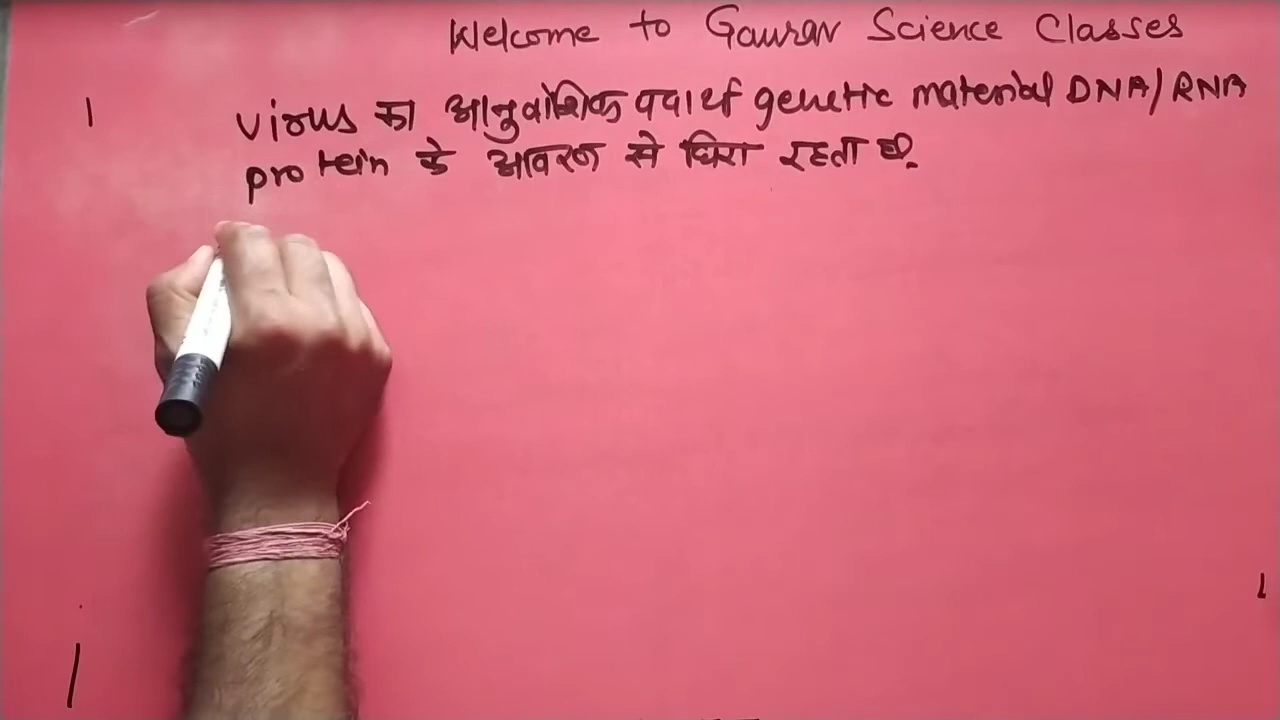 Welcome to Gaurav Science Classes
virus का आनुवांशिक पदार्थ genetic material DNA/RNA
protein के आवरण से घिरा रहता है.